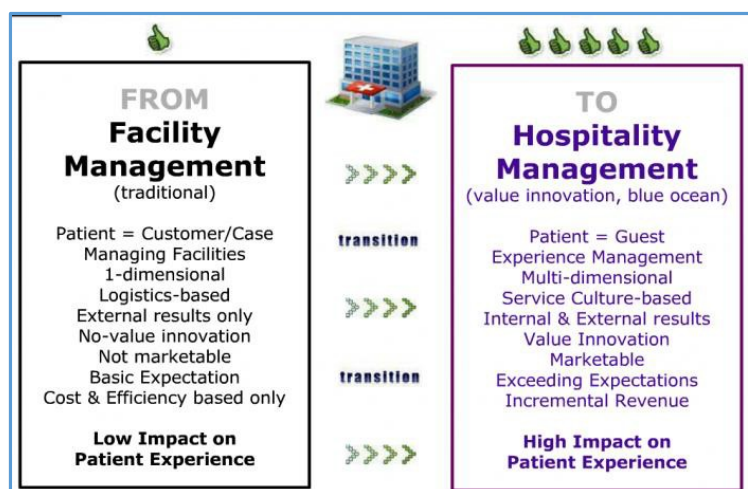 FROM
Facility
Management
(traditional)
Patient = Customer/Case
Managing Facilities
1-dimensional
Logistics-based
External results only
No-value innovation
Not marketable
Basic Expectation
Cost & Efficiency based only
Low Impact on
Patient Experience
transition
transition
TO
Hospitality
Management
(value innovation, blue ocean)
Patient = Guest
Experience Management
Multi-dimensional
Service Culture-based
Internal & External results
Value Innovation
Marketable
Exceeding Expectations
Incremental Revenue
High Impact on
Patient Experience